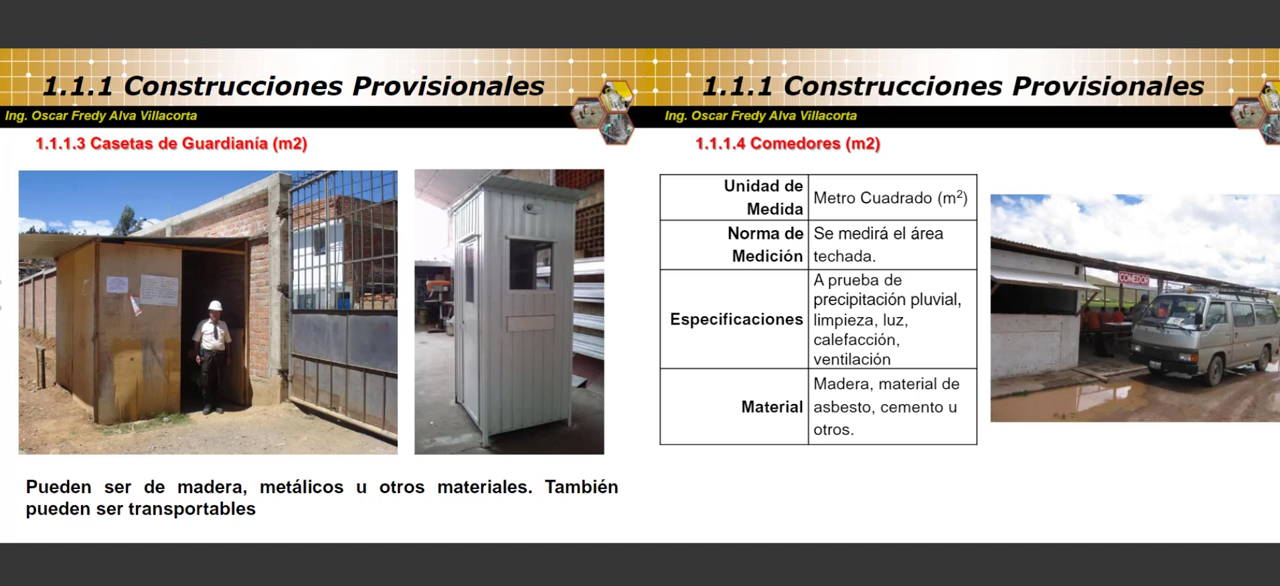 1.1.1 Construcciones Provisionales
Ing. Oscar Fredy Alva Villacorta
1.1.1.3 Casetas de Guardianía (m2)
Pueden ser de madera, metálicos u otros materiales. También
pueden ser transportables
1.1.1 Construcciones Provisionales
Ing. Oscar Fredy Alva Villacorta
1.1.1.4 Comedores (m2)
Unidad de
Medida
Metro Cuadrado (m²)
Norma de
Medición
Se medirá el área
techada.
Especificaciones
A prueba de
precipitación pluvial,
limpieza, luz,
calefacción,
ventilación
Material
Madera, material de
asbesto, cemento u
otros.
COMEDOR